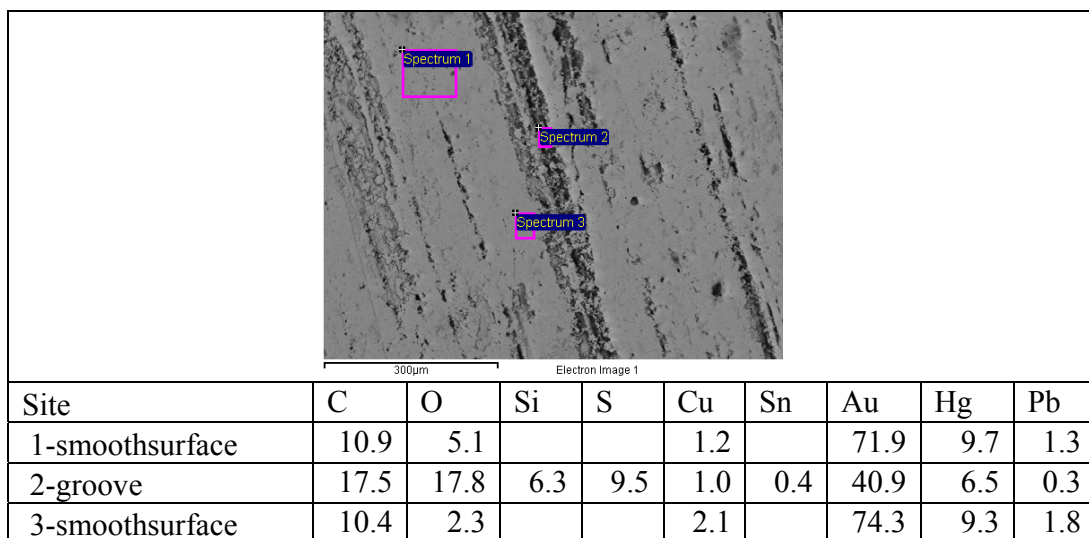 Spectrum 1
Spectrum 2
Spectrum 3
300µm Electron Image 1
Site C O Si S Cu Sn Au Hg Pb
1-smoothsurface 10.9 5.1 1.2 71.9 9.7 1.3
2-groove 17.5 17.8 6.3 9.5 1.0 0.4 40.9 6.5 0.3
3-smoothsurface 10.4 2.3 2.1 74.3 9.3 1.8